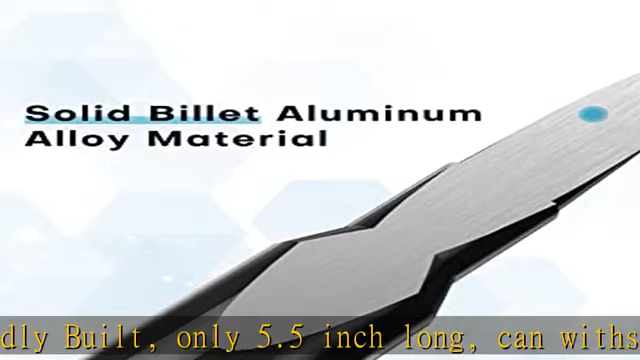 Solid Billet Aluminum
Alloy Material
dly Built, only 5.5 inch long, can withs